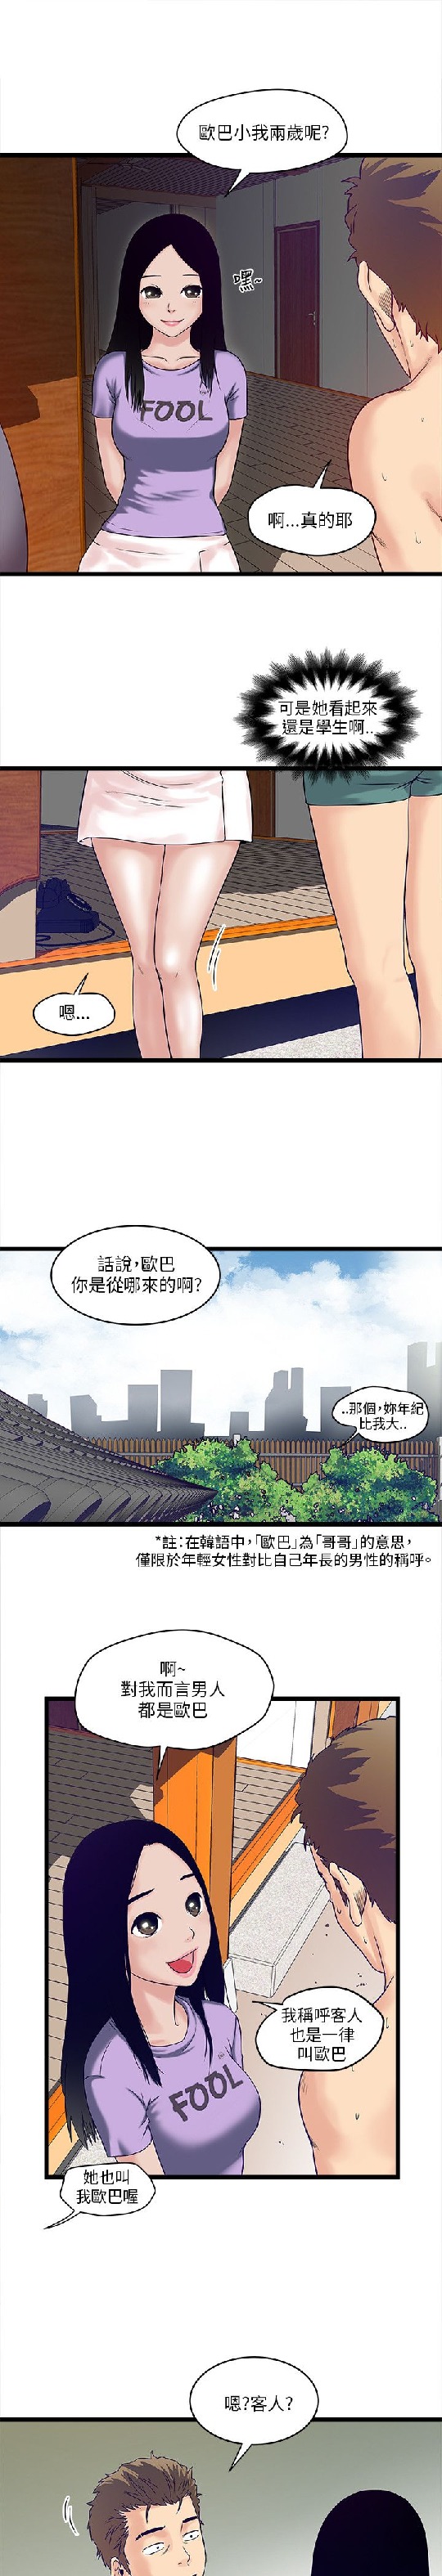 歐巴小我兩歲呢?
嘿~
FOOL
啊...真的耶
可是她看起來
還是學生啊..
嗯...
話說，歐巴
你是從哪來的啊?
..那個，妳年紀
比我大..
*註：在韓語中，「歐巴」為「哥哥」的意思，
僅限於年輕女性對比自己年長的男性的稱呼。
啊~
對我而言男人
都是歐巴
我稱呼客人
也是一律
叫歐巴
FOOL
她也叫
我歐巴喔
嗯?客人?